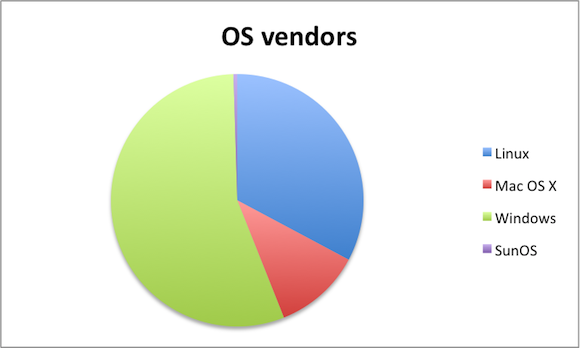 OS vendors
Linux
Mac OS X
Windows
SunOS